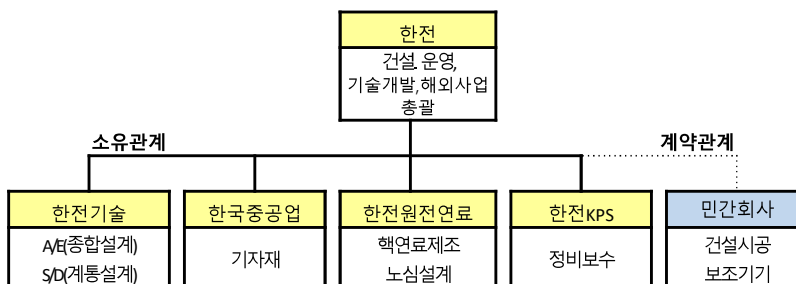 한전
건설. 운영,
기술개발,해외사업
총괄
소유관계
계약관계
한전기술
A/E(종합설계)
S/D(계통설계)
한국중공업
기자재
한전원전연료
핵연료제조
노심설계
한전KPS
정비보수
민간회사
건설시공
보조기기